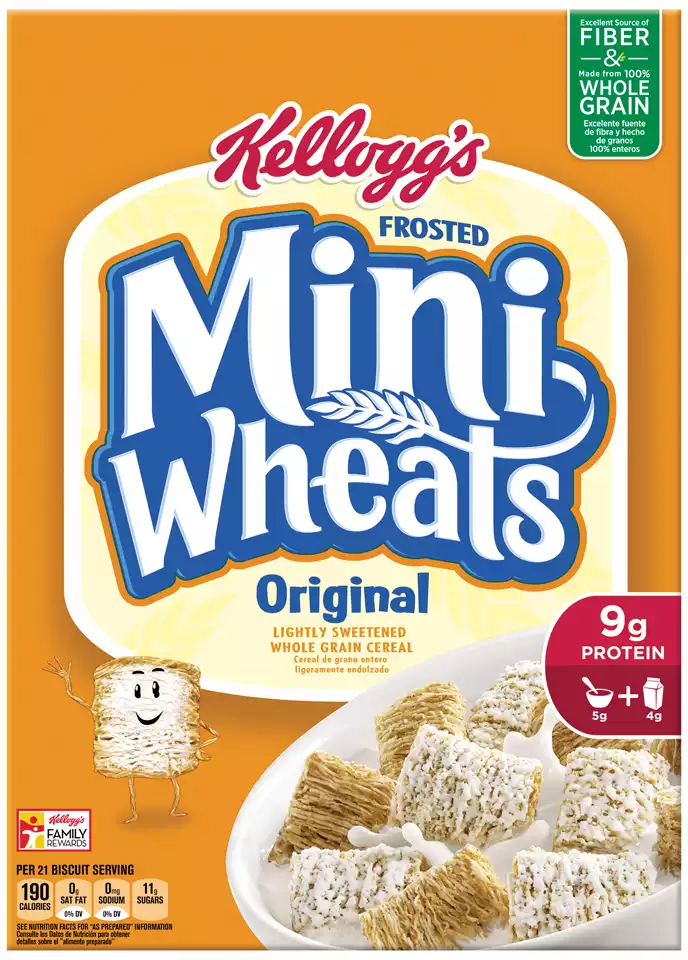 Excellent Source of
FIBER
&
Made from 100%
WHOLE
GRAIN
Excelente fuente
de fibra y hecho
de granos
100% enteros
Kellogg's
FROSTED
Mini
Wheats
Original
LIGHTLY SWEETENED
WHOLE GRAIN CEREAL
Cereal de grano entero
ligeramente endulzado
9g
PROTEIN
+
5g 4g
Kellogg's
FAMILY
REWARDS
PER 21 BISCUIT SERVING
190
CALORIES
0g
SAT FAT
0% DV
0mg
SODIUM
0% DV
11g
SUGARS
SEE NUTRITION FACTS FOR "AS PREPARED" INFORMATION
Consulte los Datos de Nutrición para obtener
detalles sobre el "alimento preparado"